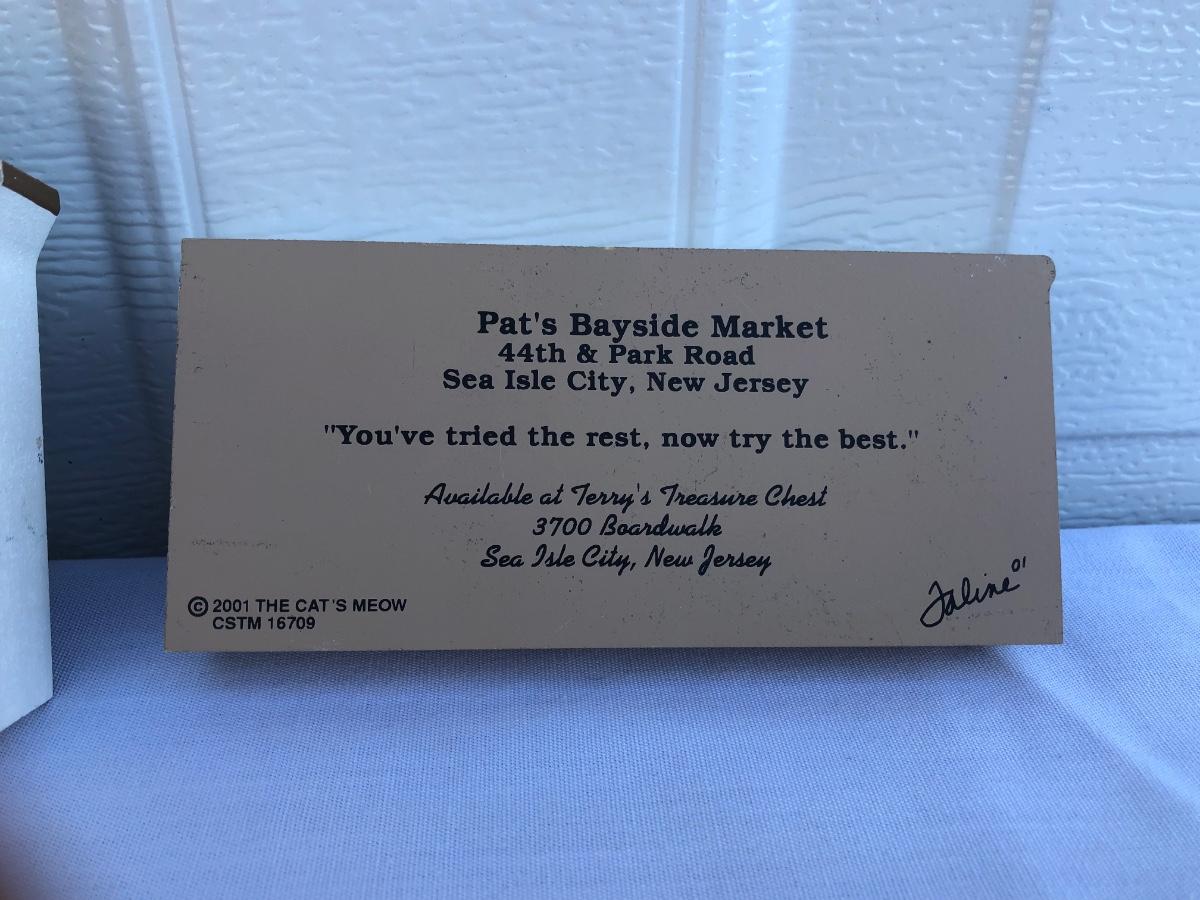 Pat's Bayside Market
44th & Park Road
Sea Isle City, New Jersey
"You've tried the rest, now try the best."
Available at Terry's Treasure Chest
3700 Boardwalk
Sea Isle City, New Jersey
© 2001 THE CAT'S MEOW
CSTM 16709
Faline 01